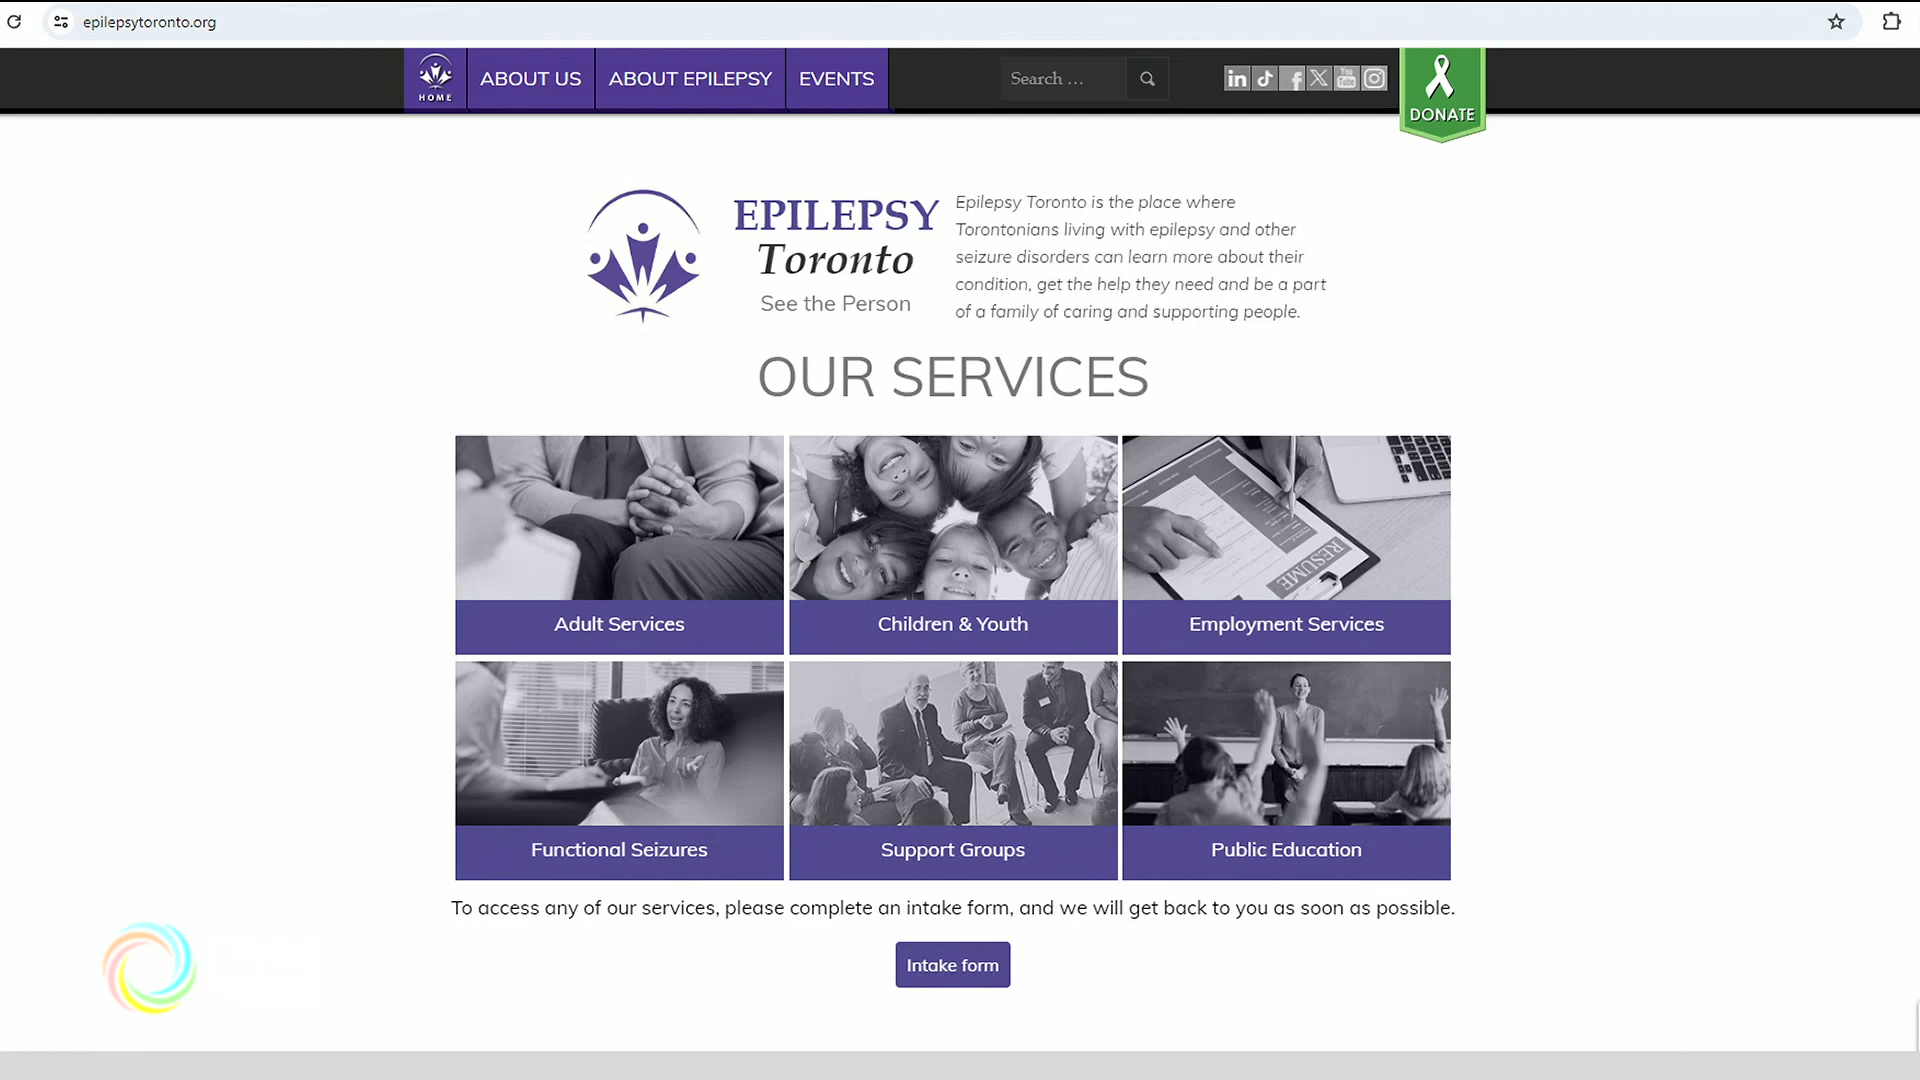 epilepsytoronto.org
HOME
ABOUT US
ABOUT EPILEPSY
EVENTS
Search ...
in
f
X
You
Tube
DONATE
EPILEPSY
Toronto
See the Person
Epilepsy Toronto is the place where
Torontonians living with epilepsy and other
seizure disorders can learn more about their
condition, get the help they need and be a part
of a family of caring and supporting people.
OUR SERVICES
RESUME
Adult Services
Children & Youth
Employment Services
Functional Seizures
Support Groups
Public Education
To access any of our services, please complete an intake form, and we will get back to you as soon as possible.
Intake form